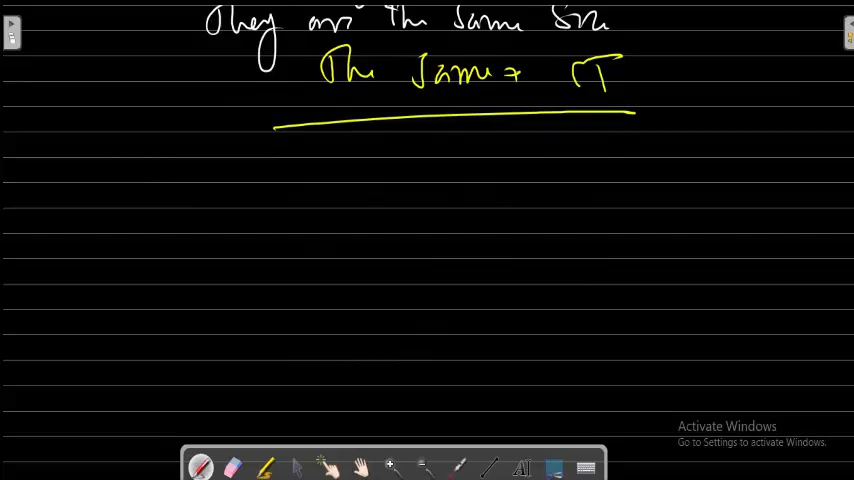 They are the same size
The same
Activate Windows
Go to Settings to activate Windows.